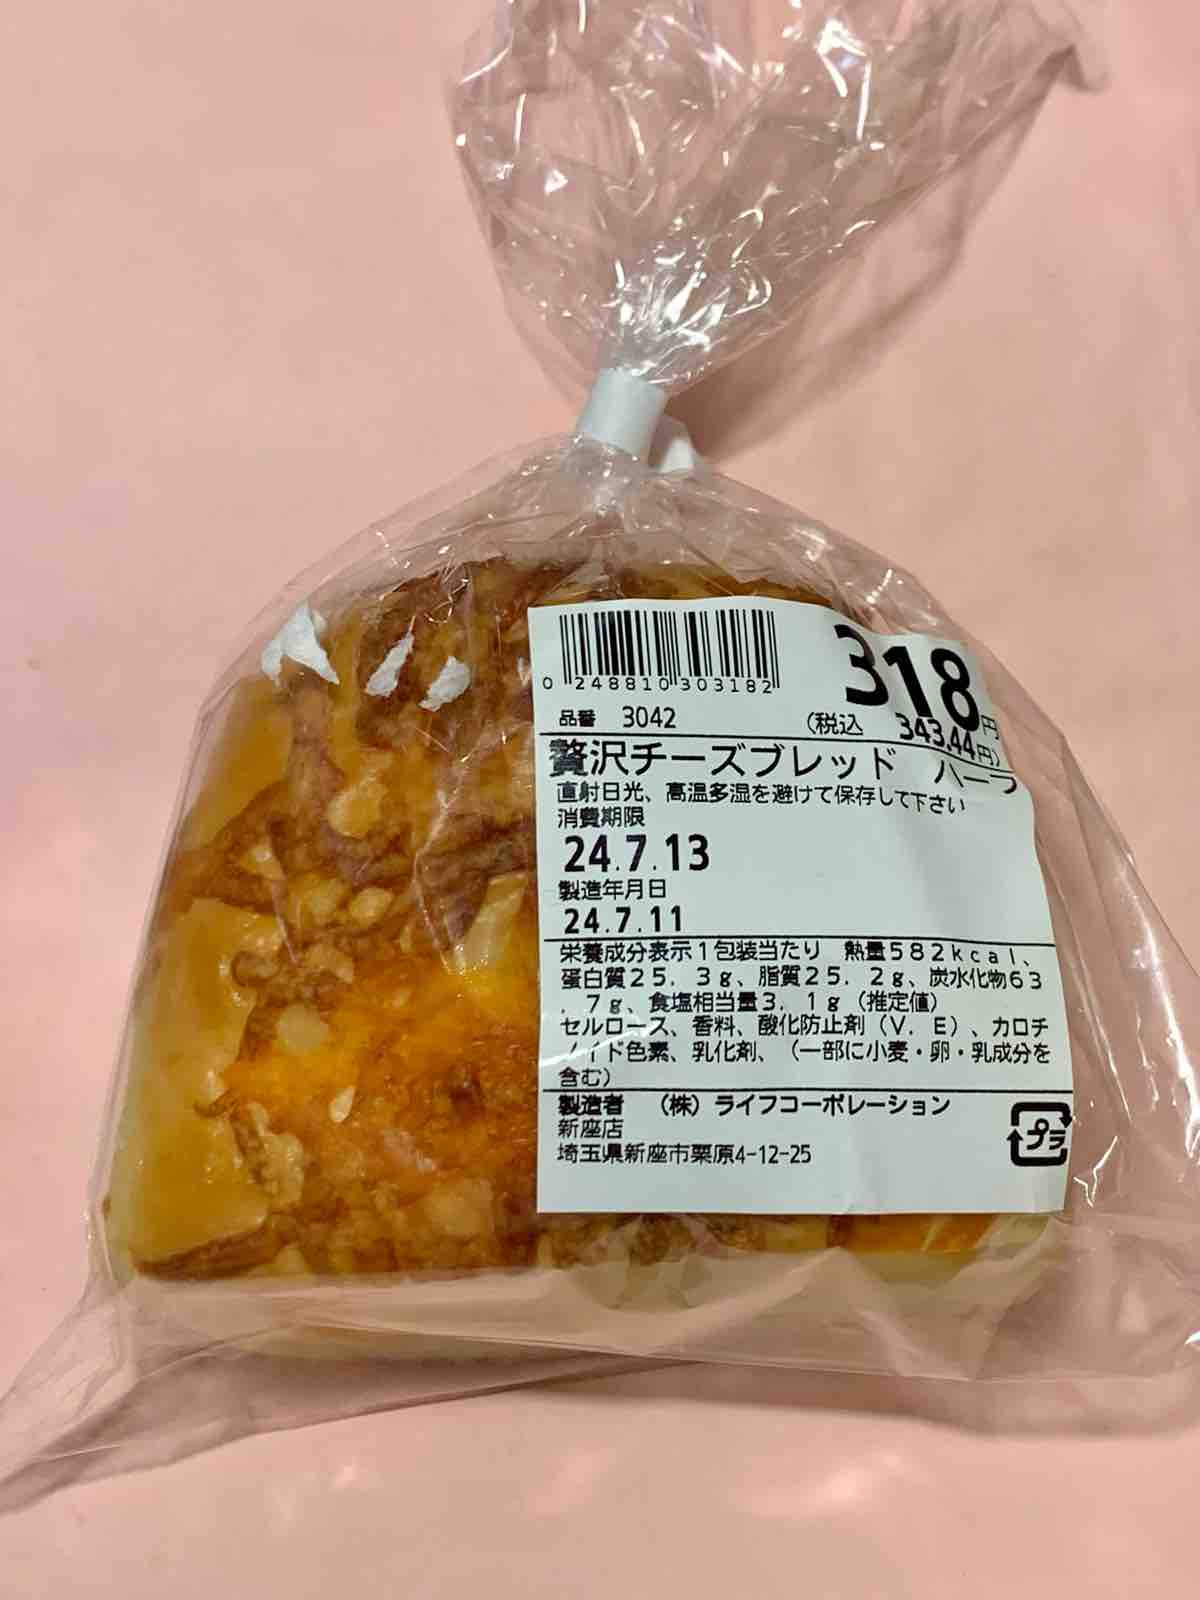 318円
0 248810 303182
品番 3042
(税込 343.44円)
贅沢チーズブレッド ハーフ
直射日光、高温多湿を避けて保存して下さい
消費期限
24.7.13
製造年月日
24.7.11
栄養成分表示1包装当たり 熱量582kcal、
蛋白質25.3g、脂質25.2g、炭水化物63
.7g、食塩相当量3.1g(推定値)
セルロース、香料、酸化防止剤(V.E)、カロチ
ノイド色素、乳化剤、(一部に小麦・卵・乳成分を
含む)
製造者 (株)ライフコーポレーション
新座店
埼玉県新座市栗原4-12-25
プラ